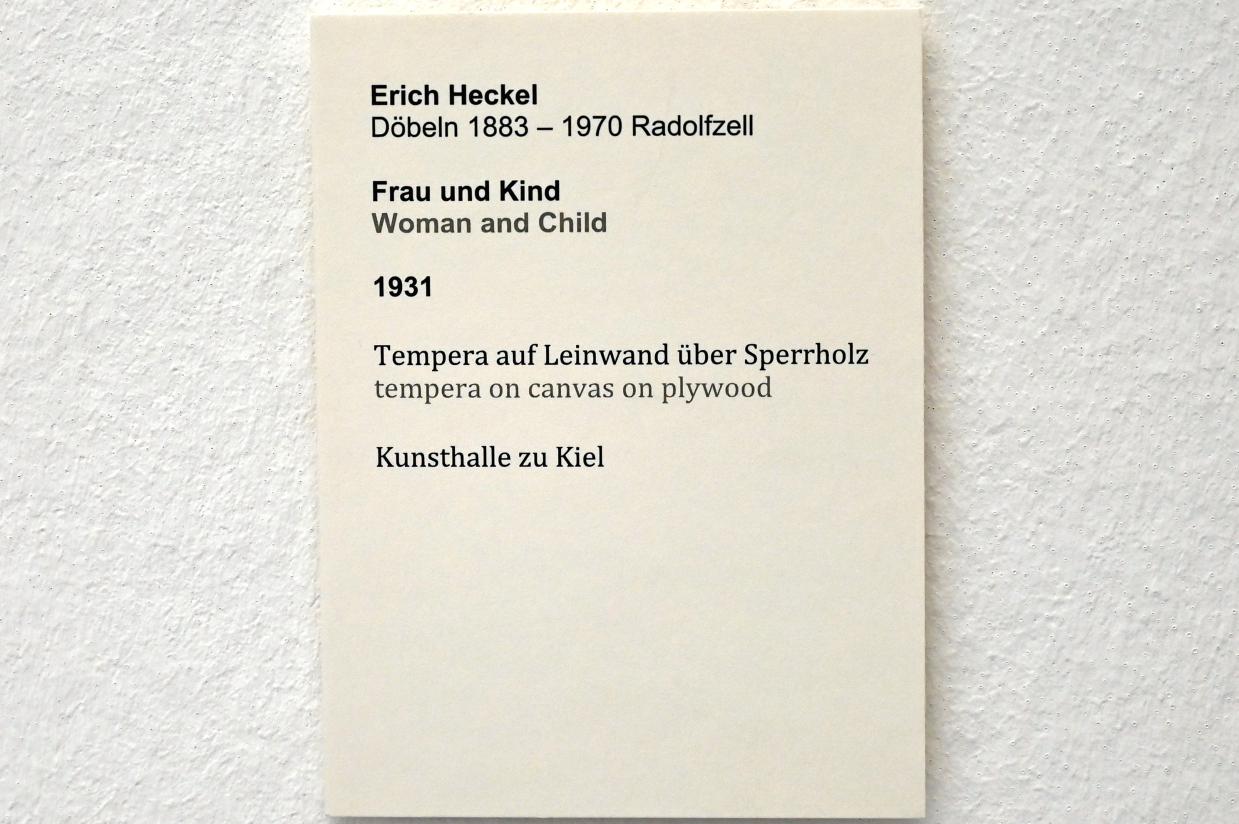 Erich Heckel
Döbeln 1883 – 1970 Radolfzell
Frau und Kind
Woman and Child
1931
Tempera auf Leinwand über Sperrholz
tempera on canvas on plywood
Kunsthalle zu Kiel